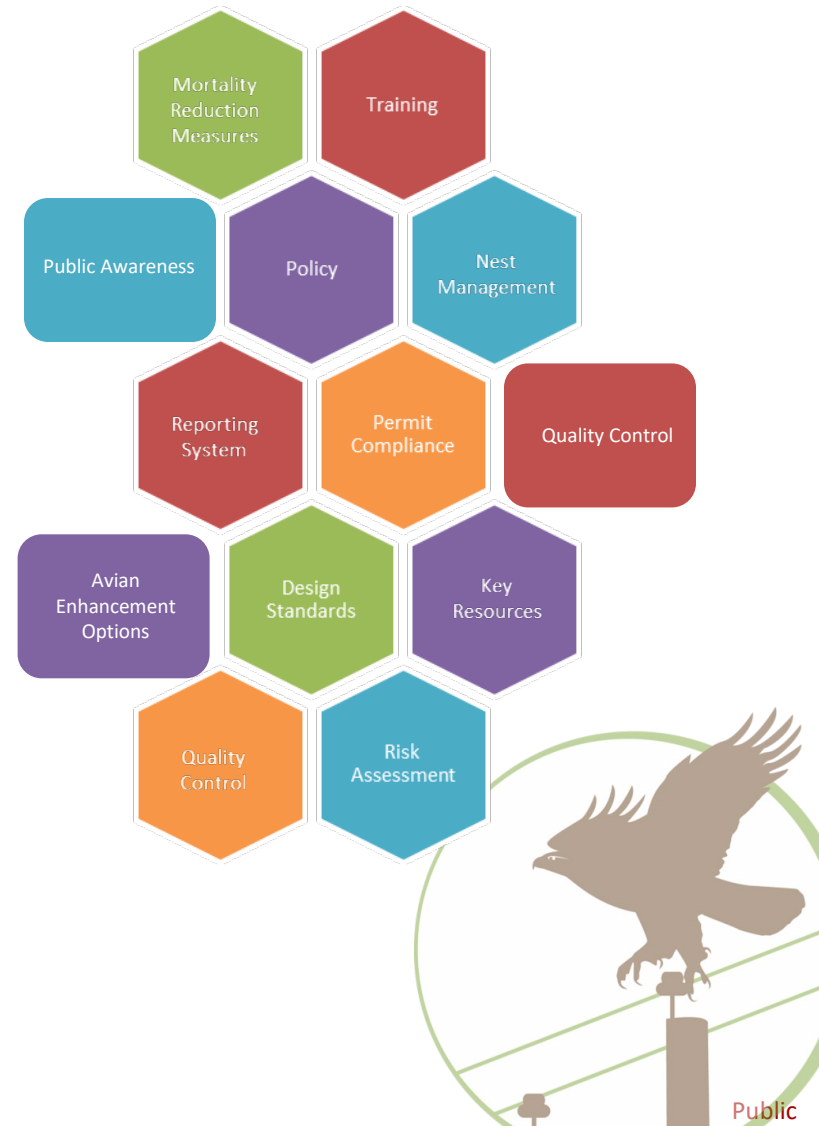 Mortality
Reduction
Measures
Training
Public Awareness
Policy
Nest
Management
Reporting
System
Permit
Compliance
Quality Control
Avian
Enhancement
Options
Design
Standards
Key
Resources
Quality
Control
Risk
Assessment
Public